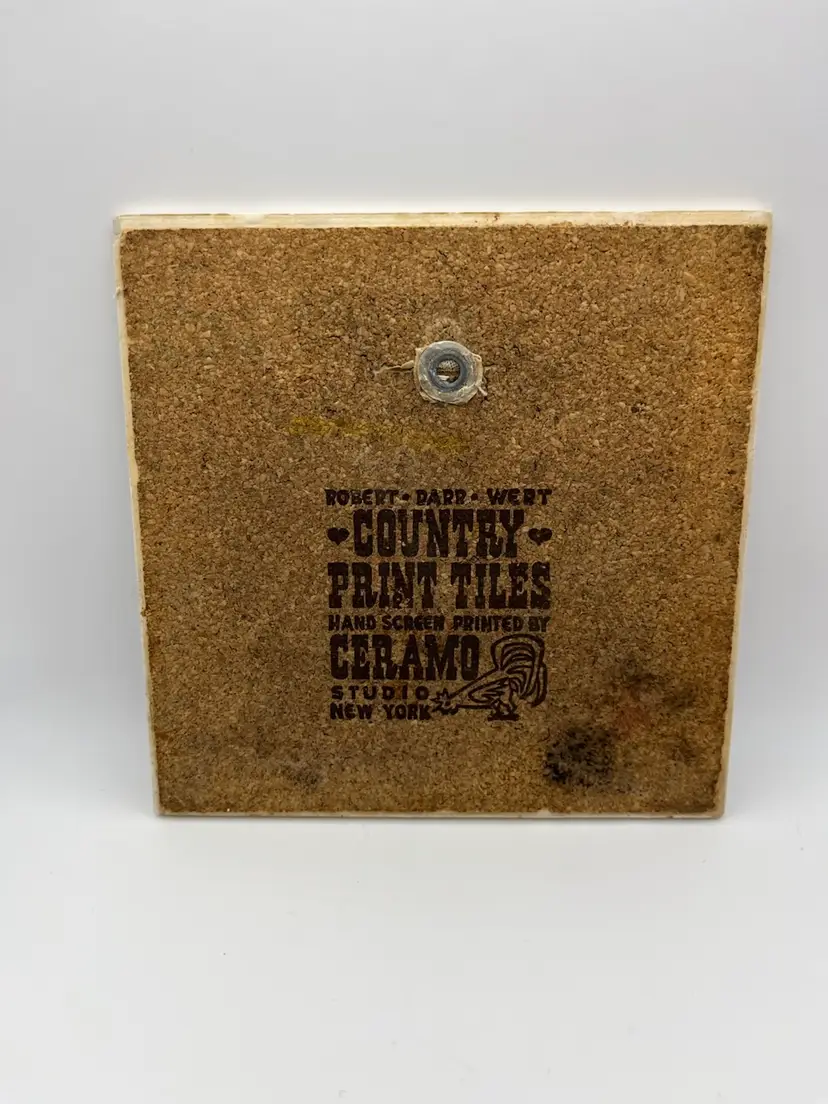 ROBERT • DARR • WERT
♥ COUNTRY ♥
PRINT TILES
HAND SCREEN PRINTED BY
CERAMO
STUDIO
NEW YORK